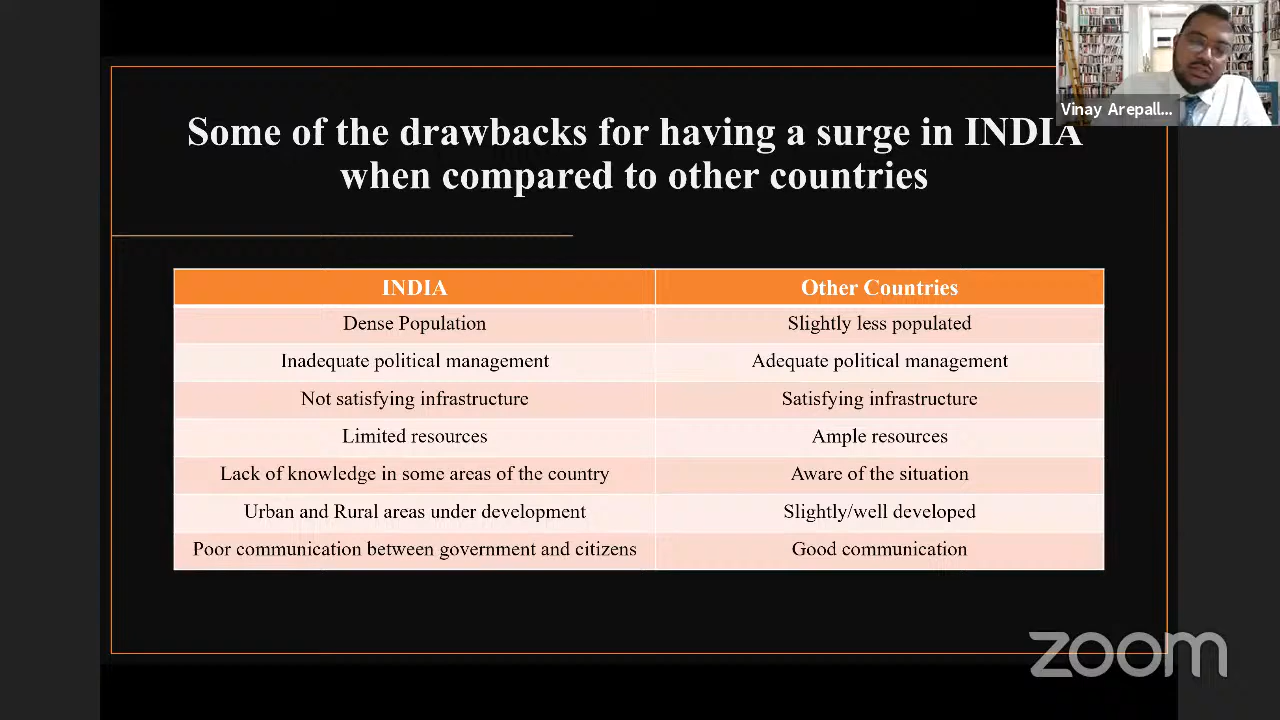 Some of the drawbacks for having a surge in INDIA
when compared to other countries
Vinay Arepall...
INDIA Other Countries
Dense Population Slightly less populated
Inadequate political management Adequate political management
Not satisfying infrastructure Satisfying infrastructure
Limited resources Ample resources
Lack of knowledge in some areas of the country Aware of the situation
Urban and Rural areas under development Slightly/well developed
Poor communication between government and citizens Good communication
zoom